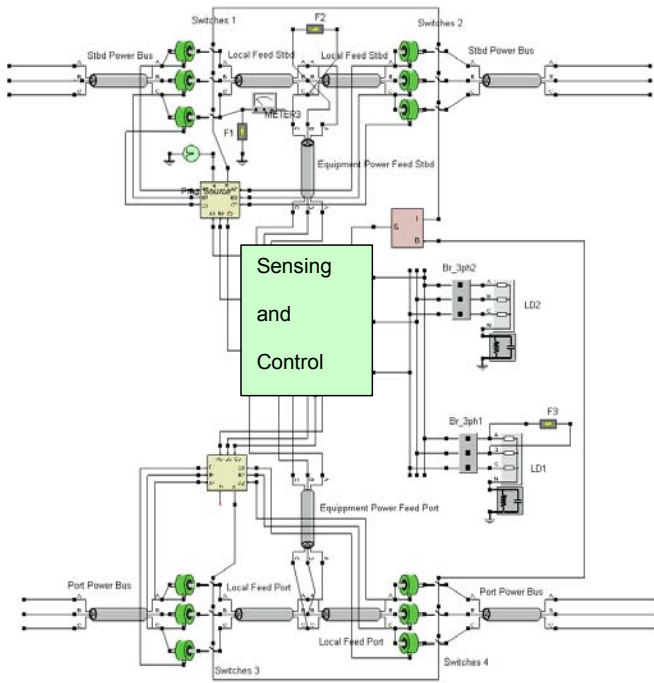 Switches 1
F2
Switches 2
Stbd Power Bus
Local Feed Stbd
Local Feed Stbd
Stbd Power Bus
METER3
F1
Equipment Power Feed Stbd
Prog. Source
S
I
B
Sensing
and
Control
Br_3ph2
LD2
Br_3ph1
F3
LD1
Equippment Power Feed Port
Port Power Bus
Local Feed Port
Port Power Bus
Local Feed Port
Switches 3
Switches 4